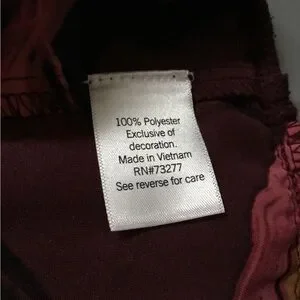 100% Polyester
Exclusive of
decoration.
Made in Vietnam
RN#73277
See reverse for care